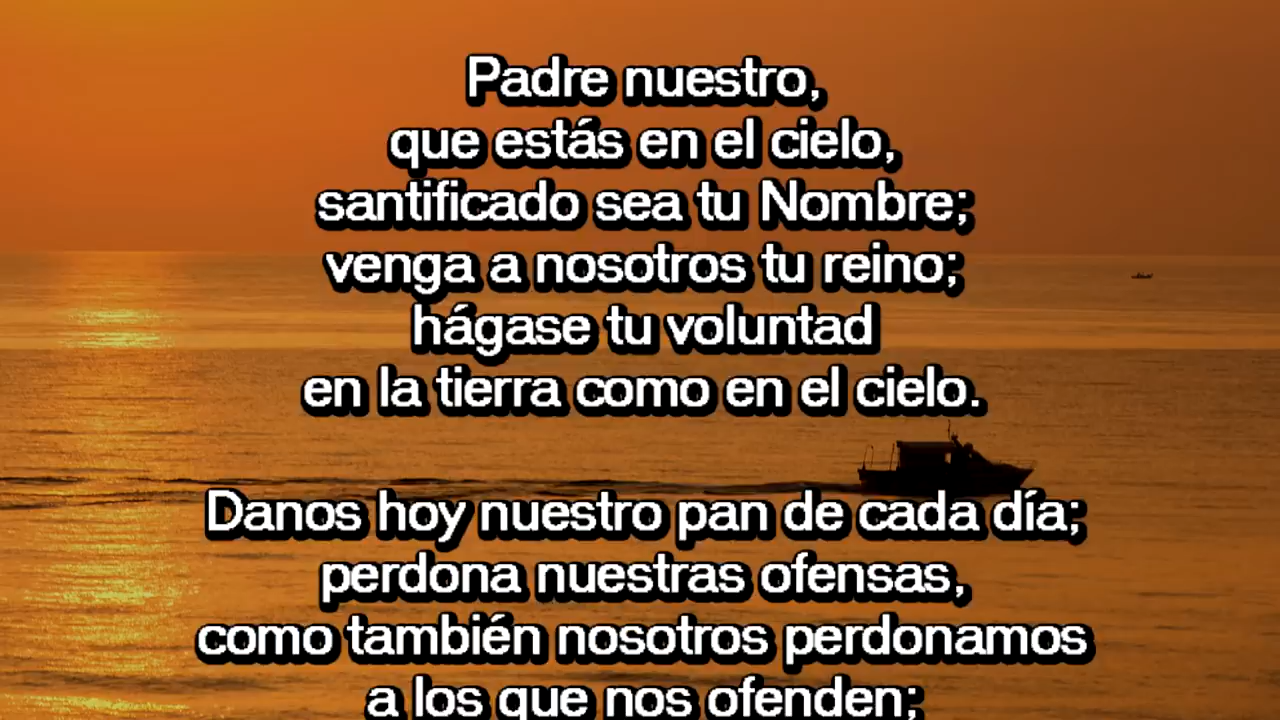 Padre nuestro,
que estás en el cielo,
santificado sea tu Nombre;
venga a nosotros tu reino;
hágase tu voluntad
en la tierra como en el cielo.
Danos hoy nuestro pan de cada día;
perdona nuestras ofensas,
como también nosotros perdonamos
a los que nos ofenden;